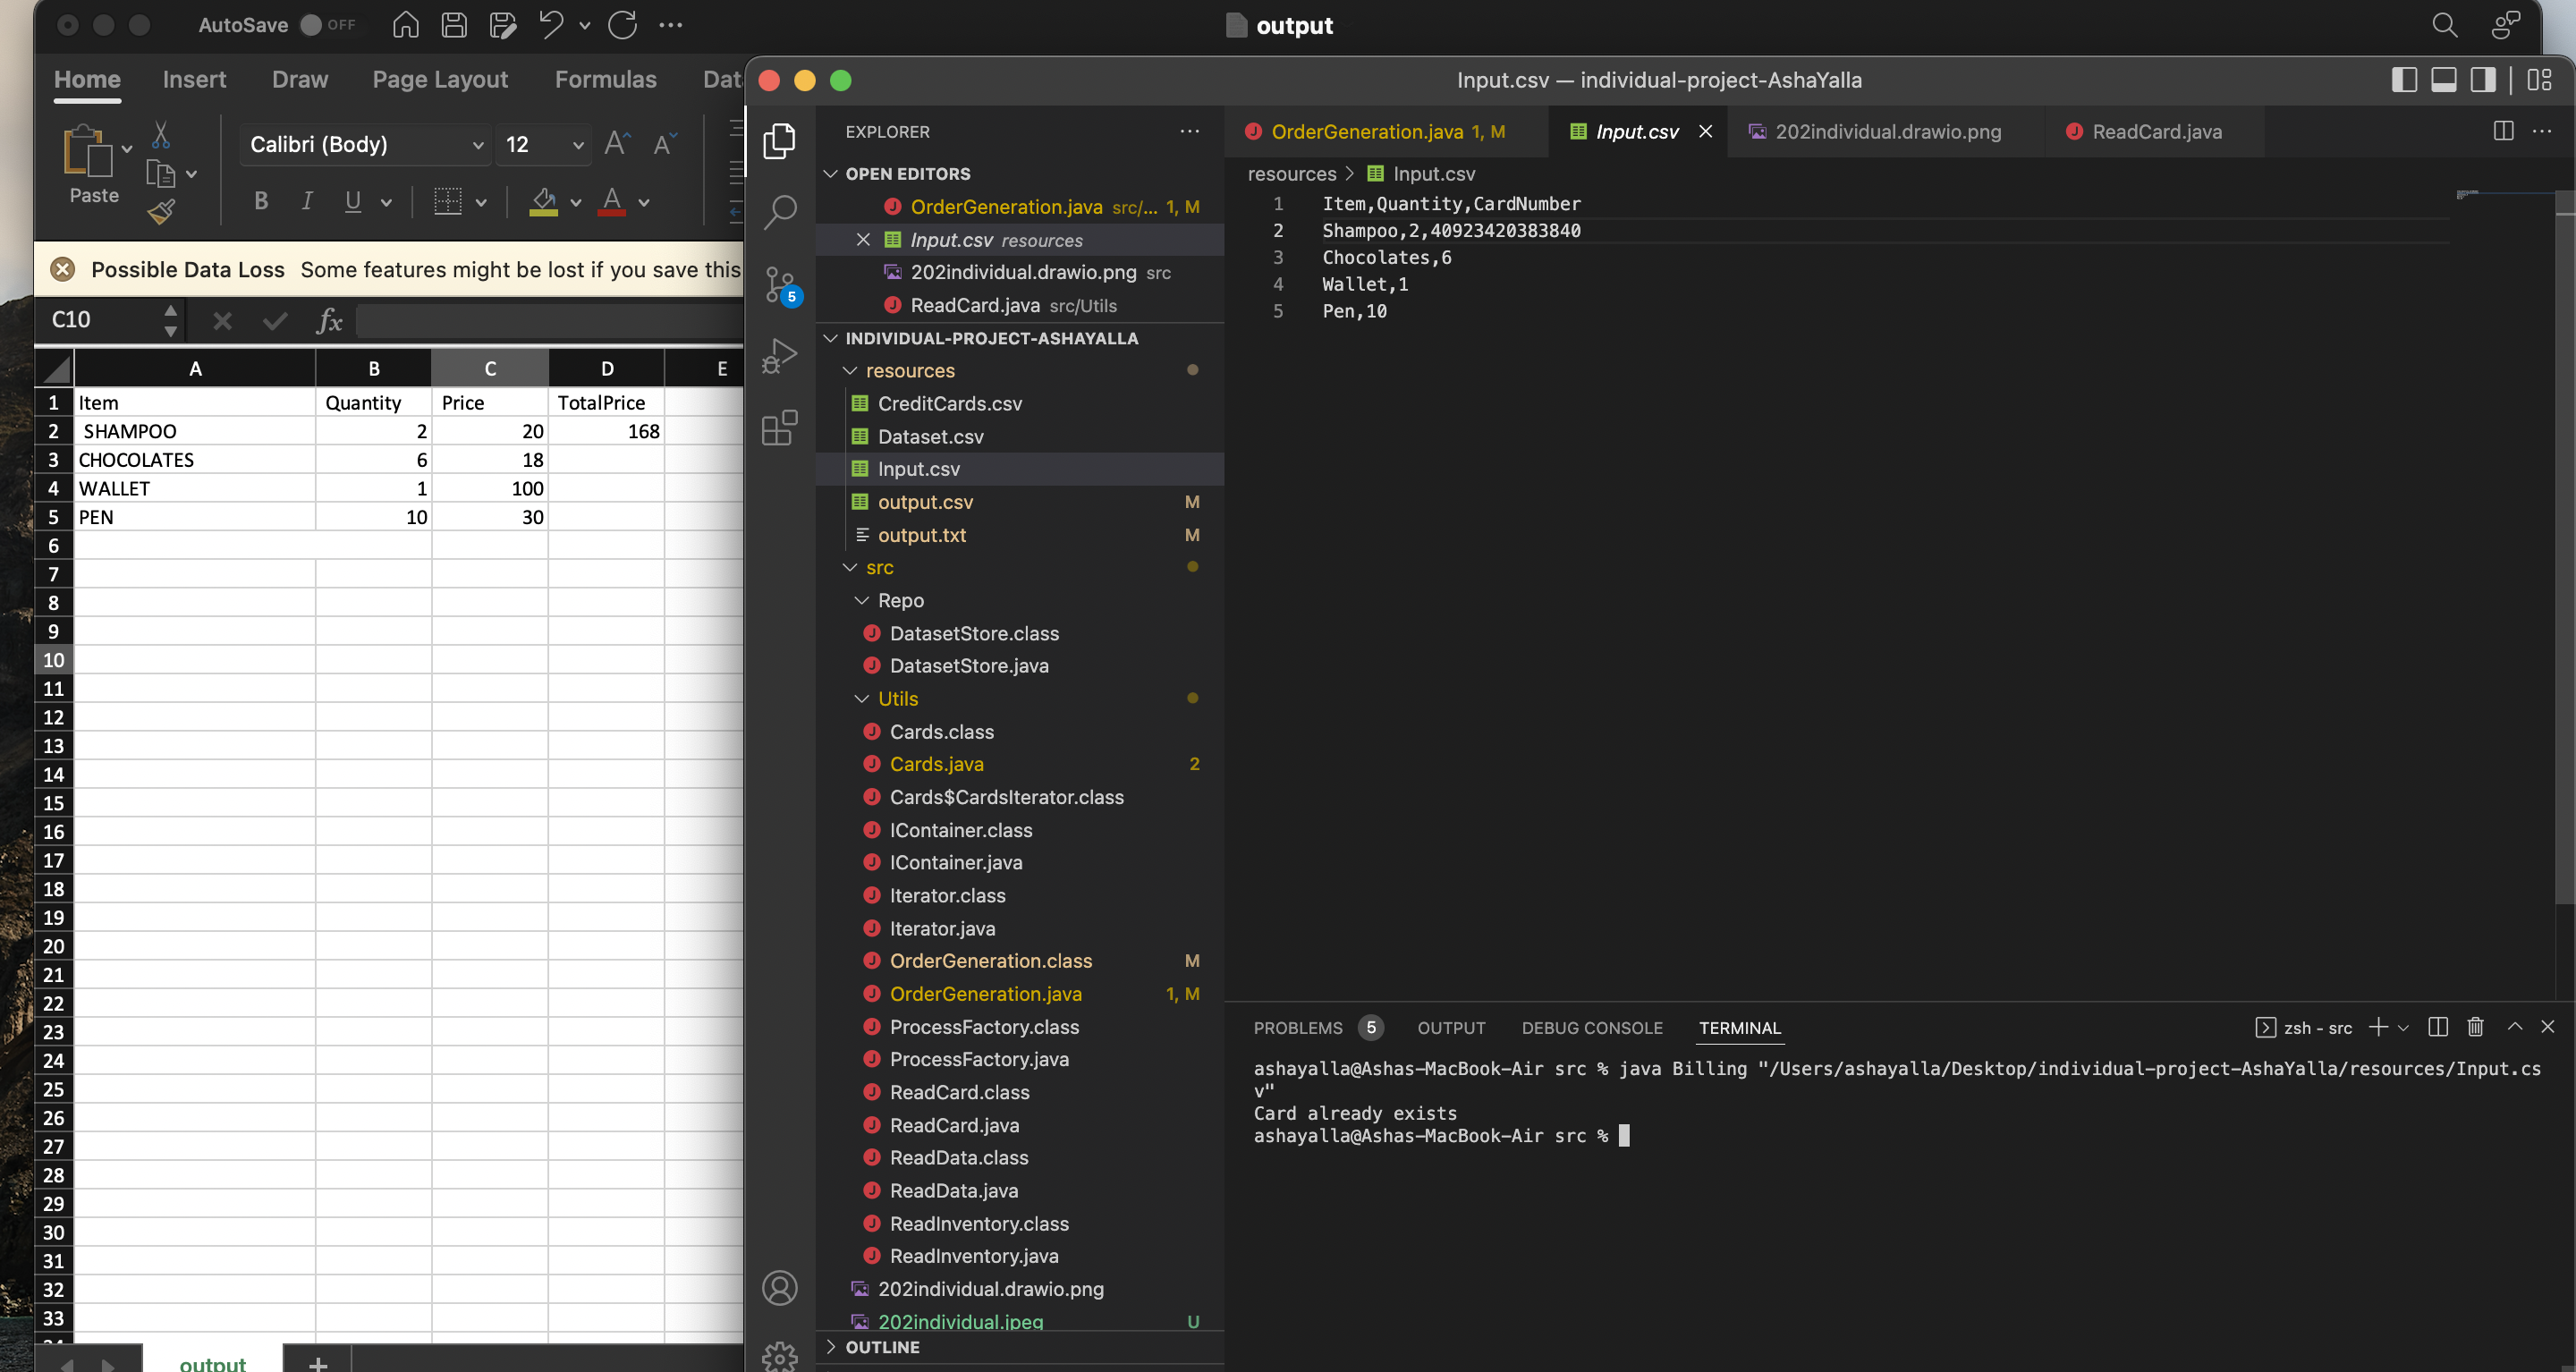 AutoSave OFF
output
Home Insert Draw Page Layout Formulas
Paste
Calibri (Body) 12
B I U A
Possible Data Loss Some features might be lost if you save this
C10
fx
A B C D E
1 Item Quantity Price TotalPrice
2 SHAMPOO 2 20 168
3 CHOCOLATES 6 18
4 WALLET 1 100
5 PEN 10 30
6
7
8
9
10
11
12
13
14
15
16
17
18
19
20
21
22
23
24
25
26
27
28
29
30
31
32
33
output
Input.csv — individual-project-AshaYalla
EXPLORER
OPEN EDITORS
OrderGeneration.java src/... 1, M
Input.csv resources
202individual.drawio.png src
ReadCard.java src/Utils
INDIVIDUAL-PROJECT-ASHAYALLA
resources
CreditCards.csv
Dataset.csv
Input.csv
output.csv M
output.txt M
src
Repo
DatasetStore.class
DatasetStore.java
Utils
Cards.class
Cards.java 2
Cards$CardsIterator.class
IContainer.class
IContainer.java
Iterator.class
Iterator.java
OrderGeneration.class M
OrderGeneration.java 1, M
ProcessFactory.class
ProcessFactory.java
ReadCard.class
ReadCard.java
ReadData.class
ReadData.java
ReadInventory.class
ReadInventory.java
202individual.drawio.png
202individual.jpeg U
OUTLINE
5
OrderGeneration.java 1, M Input.csv 202individual.drawio.png ReadCard.java
resources > Input.csv
1 Item,Quantity,CardNumber
2 Shampoo,2,40923420383840
3 Chocolates,6
4 Wallet,1
5 Pen,10
PROBLEMS 5 OUTPUT DEBUG CONSOLE TERMINAL zsh - src
ashayalla@Ashas-MacBook-Air src % java Billing "/Users/ashayalla/Desktop/individual-project-AshaYalla/resources/Input.cs
v"
Card already exists
ashayalla@Ashas-MacBook-Air src %